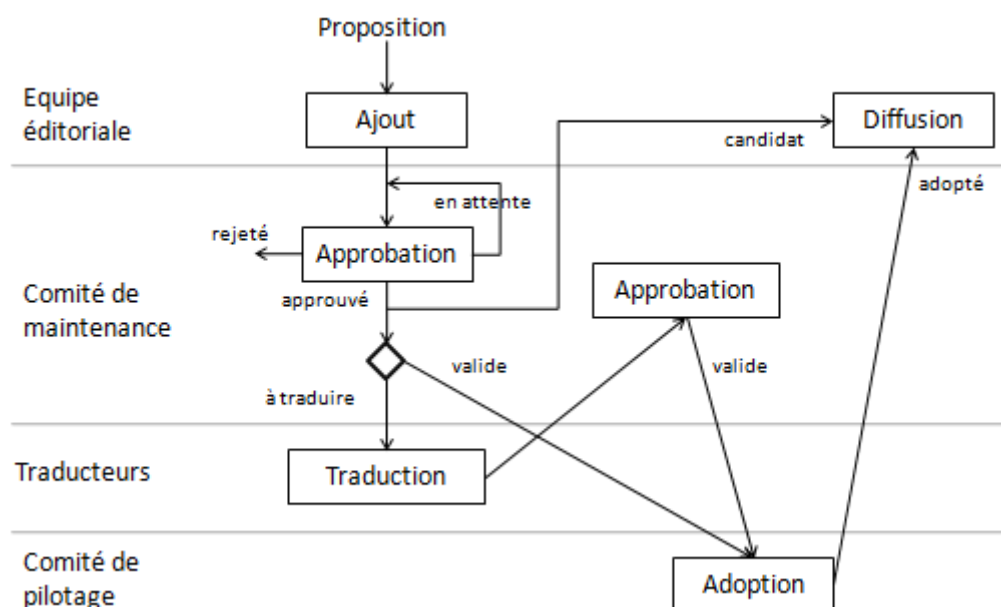 Proposition
Equipe
éditoriale
Ajout
Diffusion
candidat
adopté
en attente
rejeté
Approbation
approuvé
Comité de
maintenance
Approbation
valide
valide
à traduire
Traducteurs
Traduction
Comité de
pilotage
Adoption